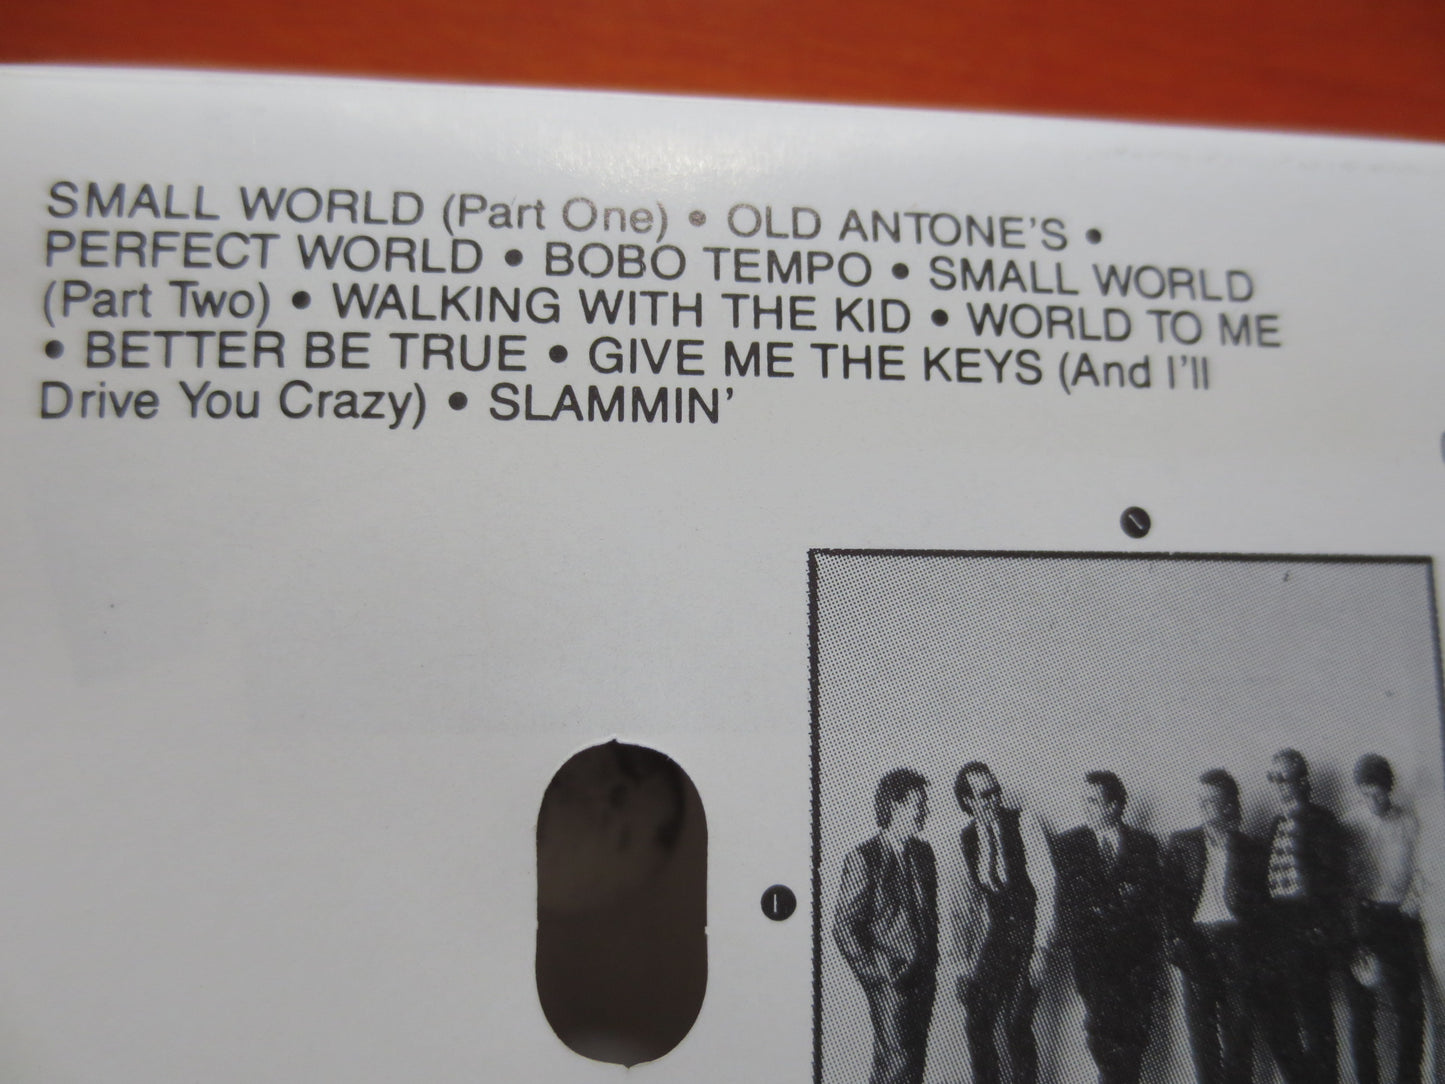 SMALL WORLD (Part One) • OLD ANTONE'S •
PERFECT WORLD • BOBO TEMPO • SMALL WORLD
(Part Two) • WALKING WITH THE KID • WORLD TO ME
• BETTER BE TRUE • GIVE ME THE KEYS (And I'll
Drive You Crazy) • SLAMMIN'